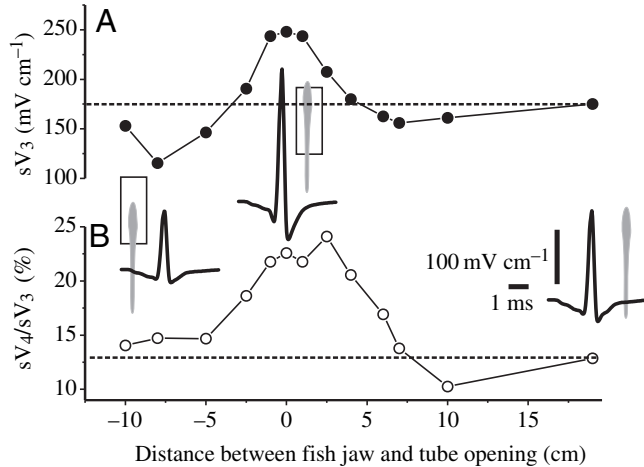 A
250
200
150
100
sV3 (mV cm−1)
B
25
20
15
10
sV4/sV3 (%)
100 mV cm−1
1 ms
−10
−5
0
5
10
15
20
Distance between fish jaw and tube opening (cm)